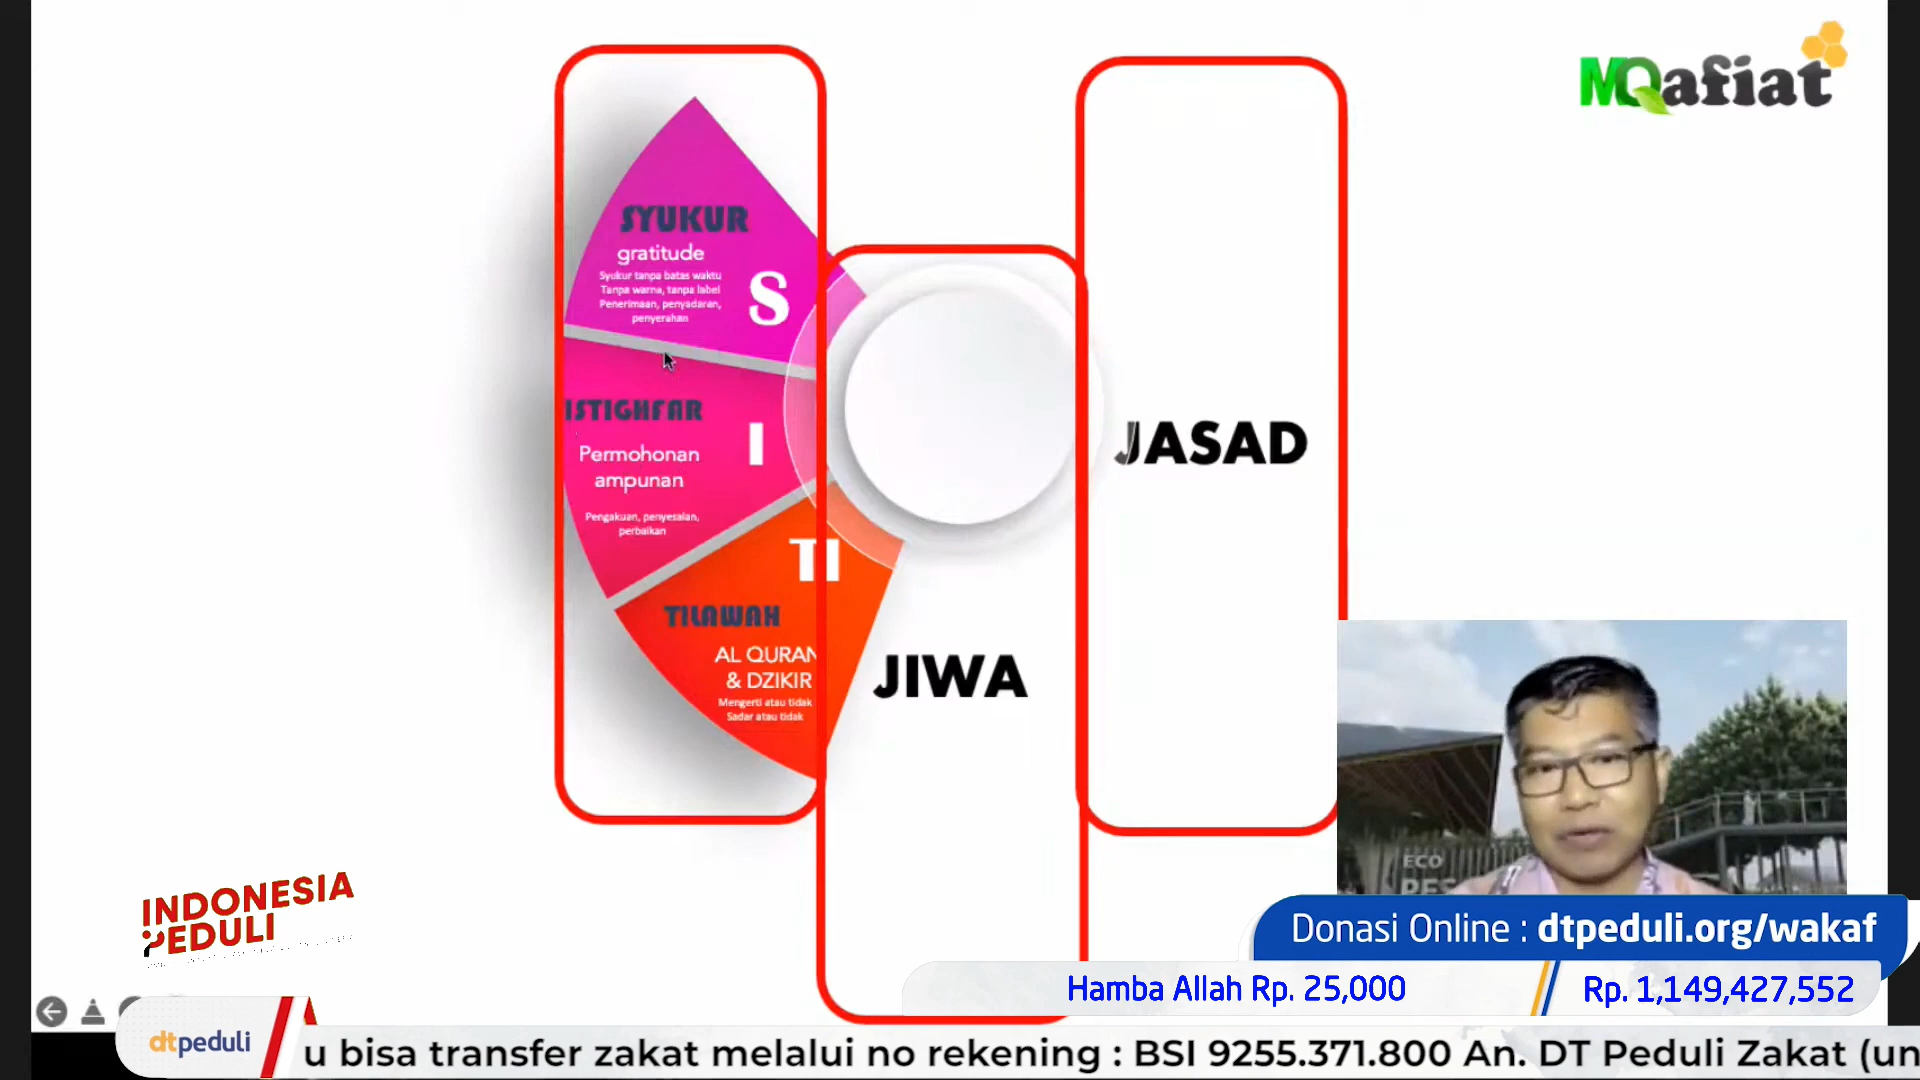 MQafiat
SYUKUR
gratitude
Syukur tanpa batas waktu
Tanpa warna, tanpa label
Penerimaan, penyadaran,
penyerahan
S
ISTIGHFAR
Permohonan
ampunan
I
Pengakuan, penyesalan,
perbaikan
TI
TILAWAH
AL QURAN
& DZIKIR
Mengerti atau tidak
Sadar atau tidak
JIWA
JASAD
ECO
INDONESIA
PEDULI
Donasi Online : dtpeduli.org/wakaf
Hamba Allah Rp. 25,000
Rp. 1,149,427,552
dtpeduli
u bisa transfer zakat melalui no rekening : BSI 9255.371.800 An. DT Peduli Zakat (un